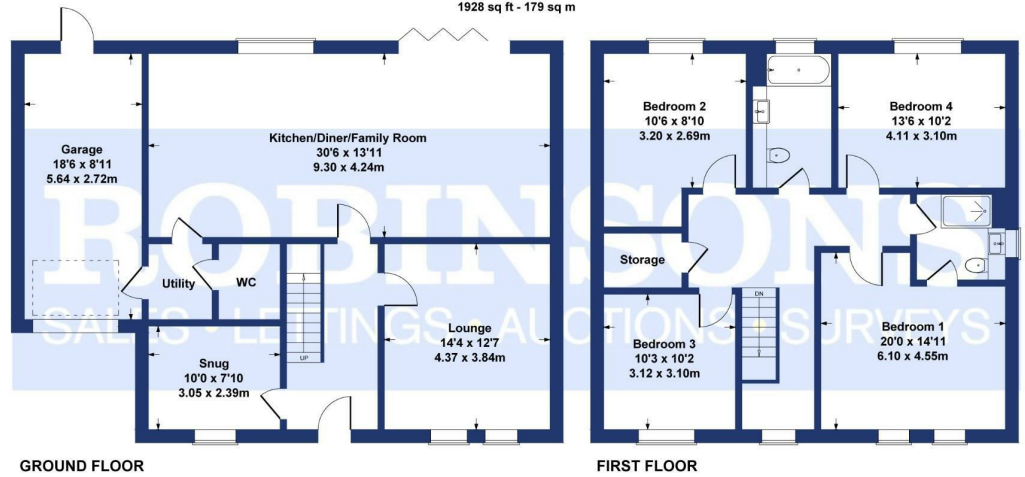 1928 sq ft - 179 sq m
Garage
18'6 x 8'11
5.64 x 2.72m
Kitchen/Diner/Family Room
30'6 x 13'11
9.30 x 4.24m
Utility
WC
UP
Snug
10'0 x 7'10
3.05 x 2.39m
Lounge
14'4 x 12'7
4.37 x 3.84m
GROUND FLOOR
Bedroom 2
10'6 x 8'10
3.20 x 2.69m
Bedroom 4
13'6 x 10'2
4.11 x 3.10m
Storage
DN
Bedroom 3
10'3 x 10'2
3.12 x 3.10m
Bedroom 1
20'0 x 14'11
6.10 x 4.55m
FIRST FLOOR
ROBINSONS
SALES • LETTINGS • AUCTIONS • SURVEYS